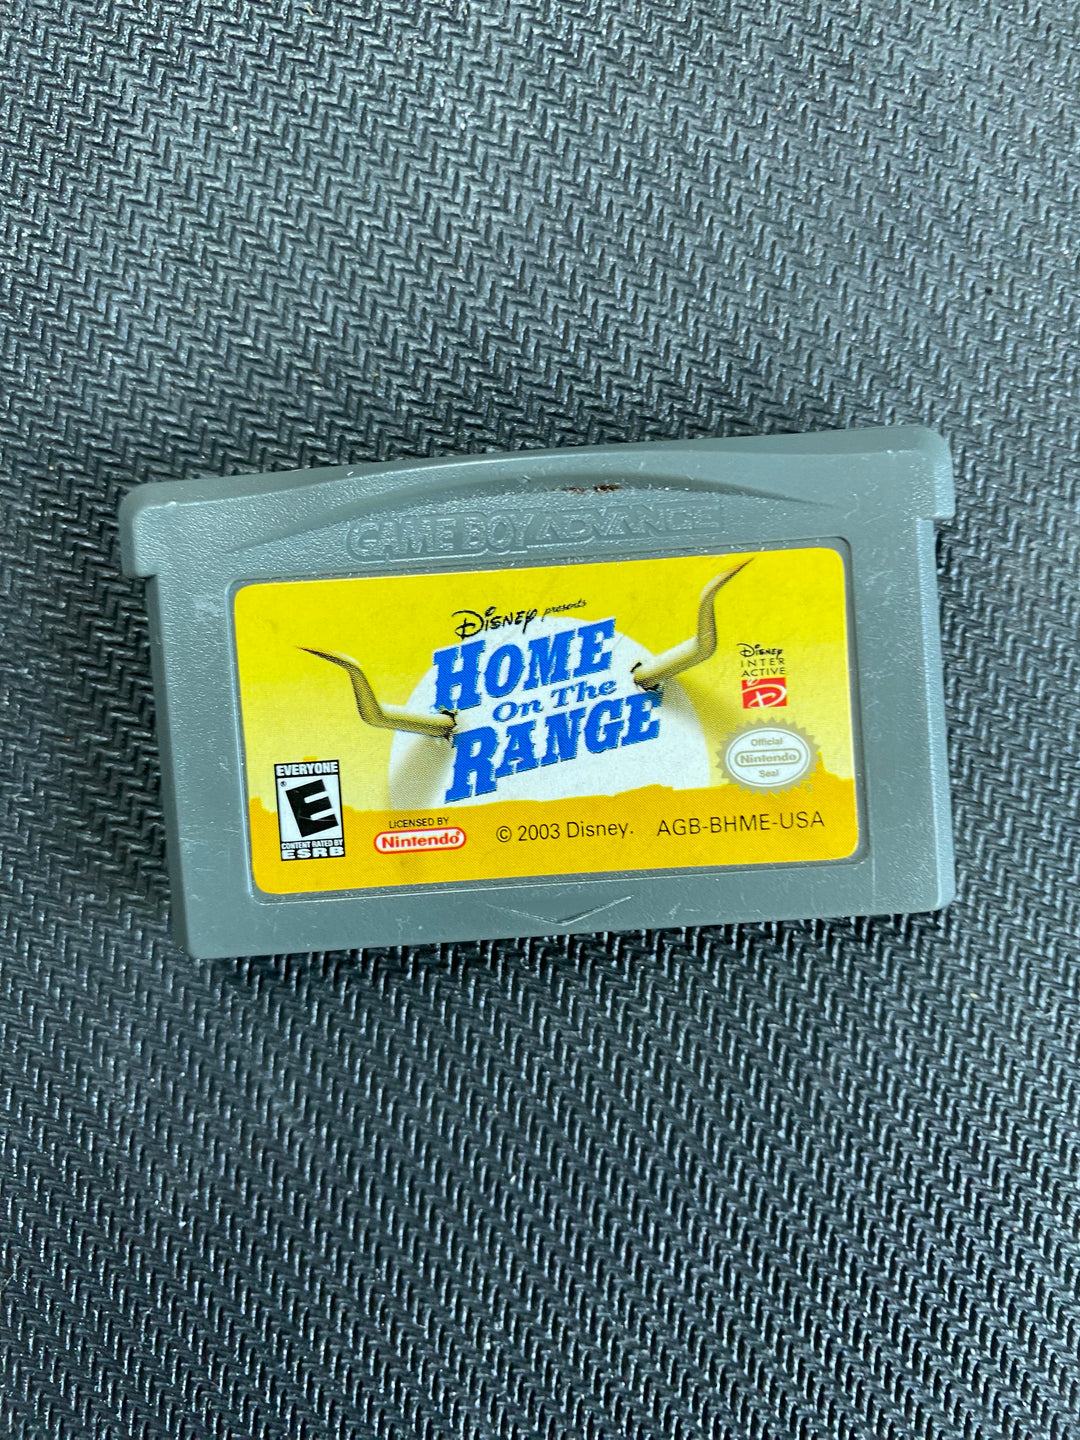 GAME BOY ADVANCE
Disney presents
HOME
On The
RANGE
Disney
INTER
ACTIVE
D
Official
Nintendo
Seal
EVERYONE
E
CONTENT RATED BY
ESRB
LICENSED BY
Nintendo
© 2003 Disney.
AGB-BHME-USA